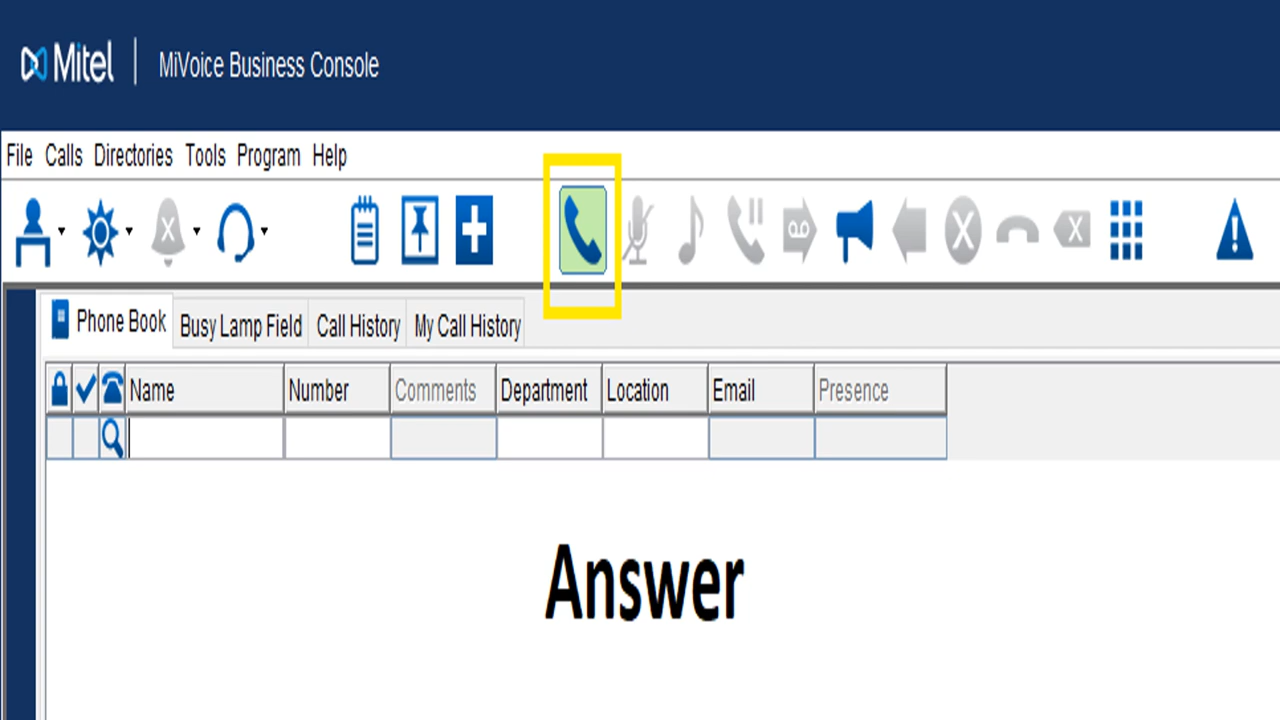 Mitel MiVoice Business Console
File Calls Directories Tools Program Help
Phone Book Busy Lamp Field Call History My Call History
Name Number Comments Department Location Email Presence
Answer